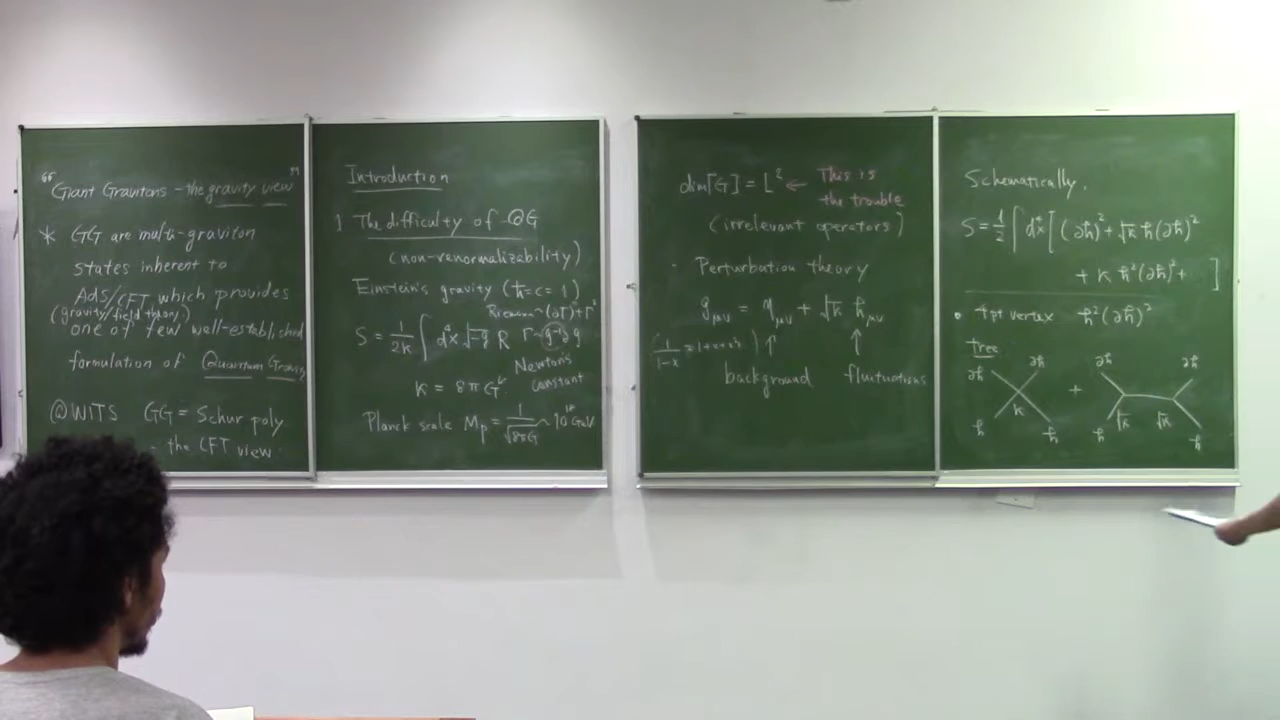 “Giant Gravitons - the gravity view”
* GG are multi-graviton
states inherent to
AdS/CFT, which provides
(gravity/field theory)
one of few well-established
formulation of Quantum
@WITS GG = Schur poly
- the CFT view.
Introduction
1 The difficulty of QG
(non-renormalizability)
Einstein's gravity (ħ=c=1)
Riemann ~ (∂Γ)+Γ²
S = 1/2κ ∫ d⁴x √-g R Γ~g⁻¹∂g
κ = 8πG Newton's
constant
Planck scale Mp = 1/√8πG ~ 10¹⁸ GeV
dim[G] = L² ← This is
the trouble
(irrelevant operators)
· Perturbation theory
gμν = ημν + √κ hμν
(1/1-x = 1+x+x²..) ↑ ↑
background fluctuations
Schematically,
S = 1/2 ∫ d⁴x [ (∂h)² + √κ h(∂h)²
+ κ h²(∂h)² + ]
• 4pt vertex h²(∂h)²
tree
∂h ∂h ∂h ∂h
+
κ √κ √κ
h h h h